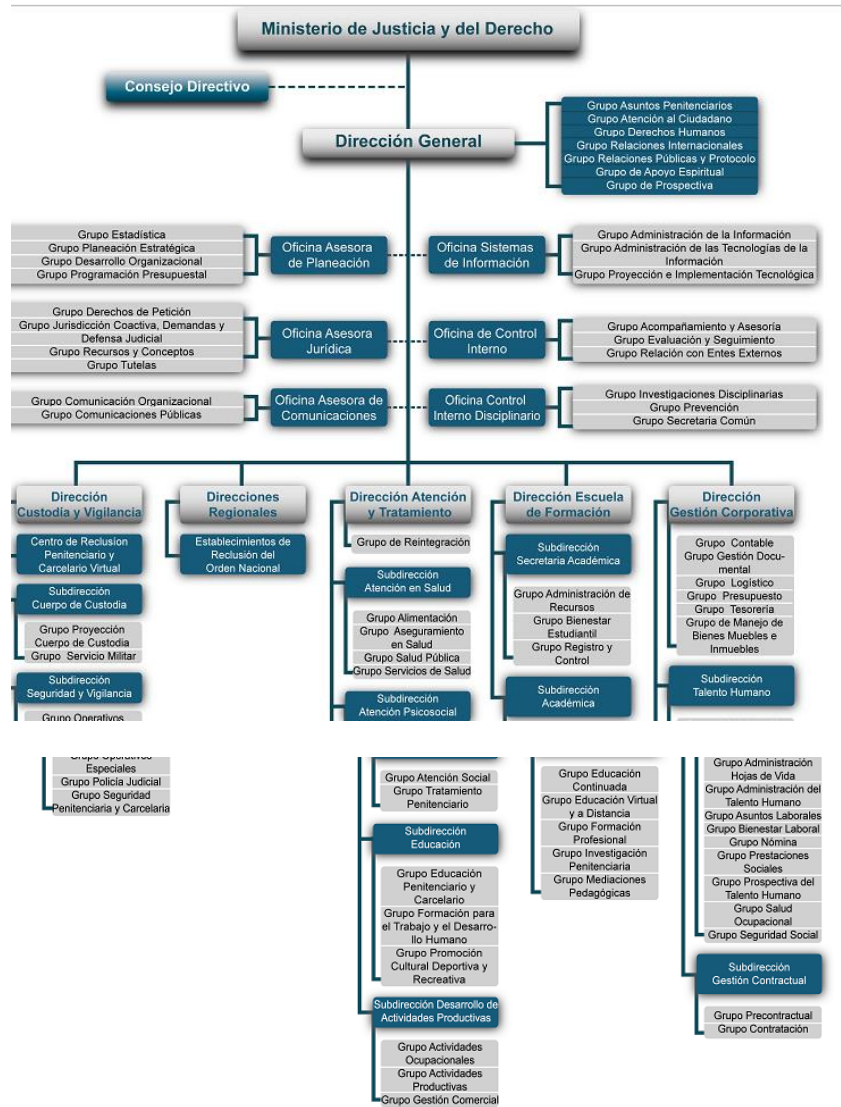 Ministerio de Justicia y del Derecho
Consejo Directivo
Dirección General
Grupo Asuntos Penitenciarios
Grupo Atención al Ciudadano
Grupo Derechos Humanos
Grupo Relaciones Internacionales
Grupo Relaciones Públicas y Protocolo
Grupo de Apoyo Espiritual
Grupo de Prospectiva
Grupo Estadística
Grupo Planeación Estratégica
Grupo Desarrollo Organizacional
Grupo Programación Presupuestal
Oficina Asesora
de Planeación
Oficina Sistemas
de Información
Grupo Administración de la Información
Grupo Administración de las Tecnologías de la
Información
Grupo Proyección e Implementación Tecnológica
Grupo Derechos de Petición
Grupo Jurisdicción Coactiva, Demandas y
Defensa Judicial
Grupo Recursos y Conceptos
Grupo Tutelas
Oficina Asesora
Jurídica
Oficina de Control
Interno
Grupo Acompañamiento y Asesoría
Grupo Evaluación y Seguimiento
Grupo Relación con Entes Externos
Grupo Comunicación Organizacional
Grupo Comunicaciones Públicas
Oficina Asesora de
Comunicaciones
Oficina Control
Interno Disciplinario
Grupo Investigaciones Disciplinarias
Grupo Prevención
Grupo Secretaria Común
Dirección
Custodia y Vigilancia
Centro de Reclusion
Penitenciario y
Carcelario Virtual
Subdirección
Cuerpo de Custodia
Grupo Proyección
Cuerpo de Custodia
Grupo Servicio Militar
Subdirección
Seguridad y Vigilancia
Grupo Operativos
Direcciones
Regionales
Establecimientos de
Reclusión del
Orden Nacional
Dirección Atención
y Tratamiento
Grupo de Reintegración
Subdirección
Atención en Salud
Grupo Alimentación
Grupo Aseguramiento
en Salud
Grupo Salud Pública
Grupo Servicios de Salud
Subdirección
Atención Psicosocial
Dirección Escuela
de Formación
Subdirección
Secretaria Académica
Grupo Administración de
Recursos
Grupo Bienestar
Estudiantil
Grupo Registro y
Control
Subdirección
Académica
Dirección
Gestión Corporativa
Grupo Contable
Grupo Gestión Docu-
mental
Grupo Logístico
Grupo Presupuesto
Grupo Tesorería
Grupo de Manejo de
Bienes Muebles e
Inmuebles
Subdirección
Talento Humano
Grupo Operativos
Especiales
Grupo Policía Judicial
Grupo Seguridad
Penitenciaria y Carcelaria
Grupo Atención Social
Grupo Tratamiento
Penitenciario
Subdirección
Educación
Grupo Educación
Penitenciario y
Carcelario
Grupo Formación para
el Trabajo y el Desarro-
llo Humano
Grupo Promoción
Cultural Deportiva y
Recreativa
Subdirección Desarrollo de
Actividades Productivas
Grupo Actividades
Ocupacionales
Grupo Actividades
Productivas
Grupo Gestión Comercial
Grupo Educación
Continuada
Grupo Educación Virtual
y a Distancia
Grupo Formación
Profesional
Grupo Investigación
Penitenciaria
Grupo Mediaciones
Pedagógicas
Grupo Administración
Hojas de Vida
Grupo Administración del
Talento Humano
Grupo Asuntos Laborales
Grupo Bienestar Laboral
Grupo Nómina
Grupo Prestaciones
Sociales
Grupo Prospectiva del
Talento Humano
Grupo Salud
Ocupacional
Grupo Seguridad Social
Subdirección
Gestión Contractual
Grupo Precontractual
Grupo Contratación